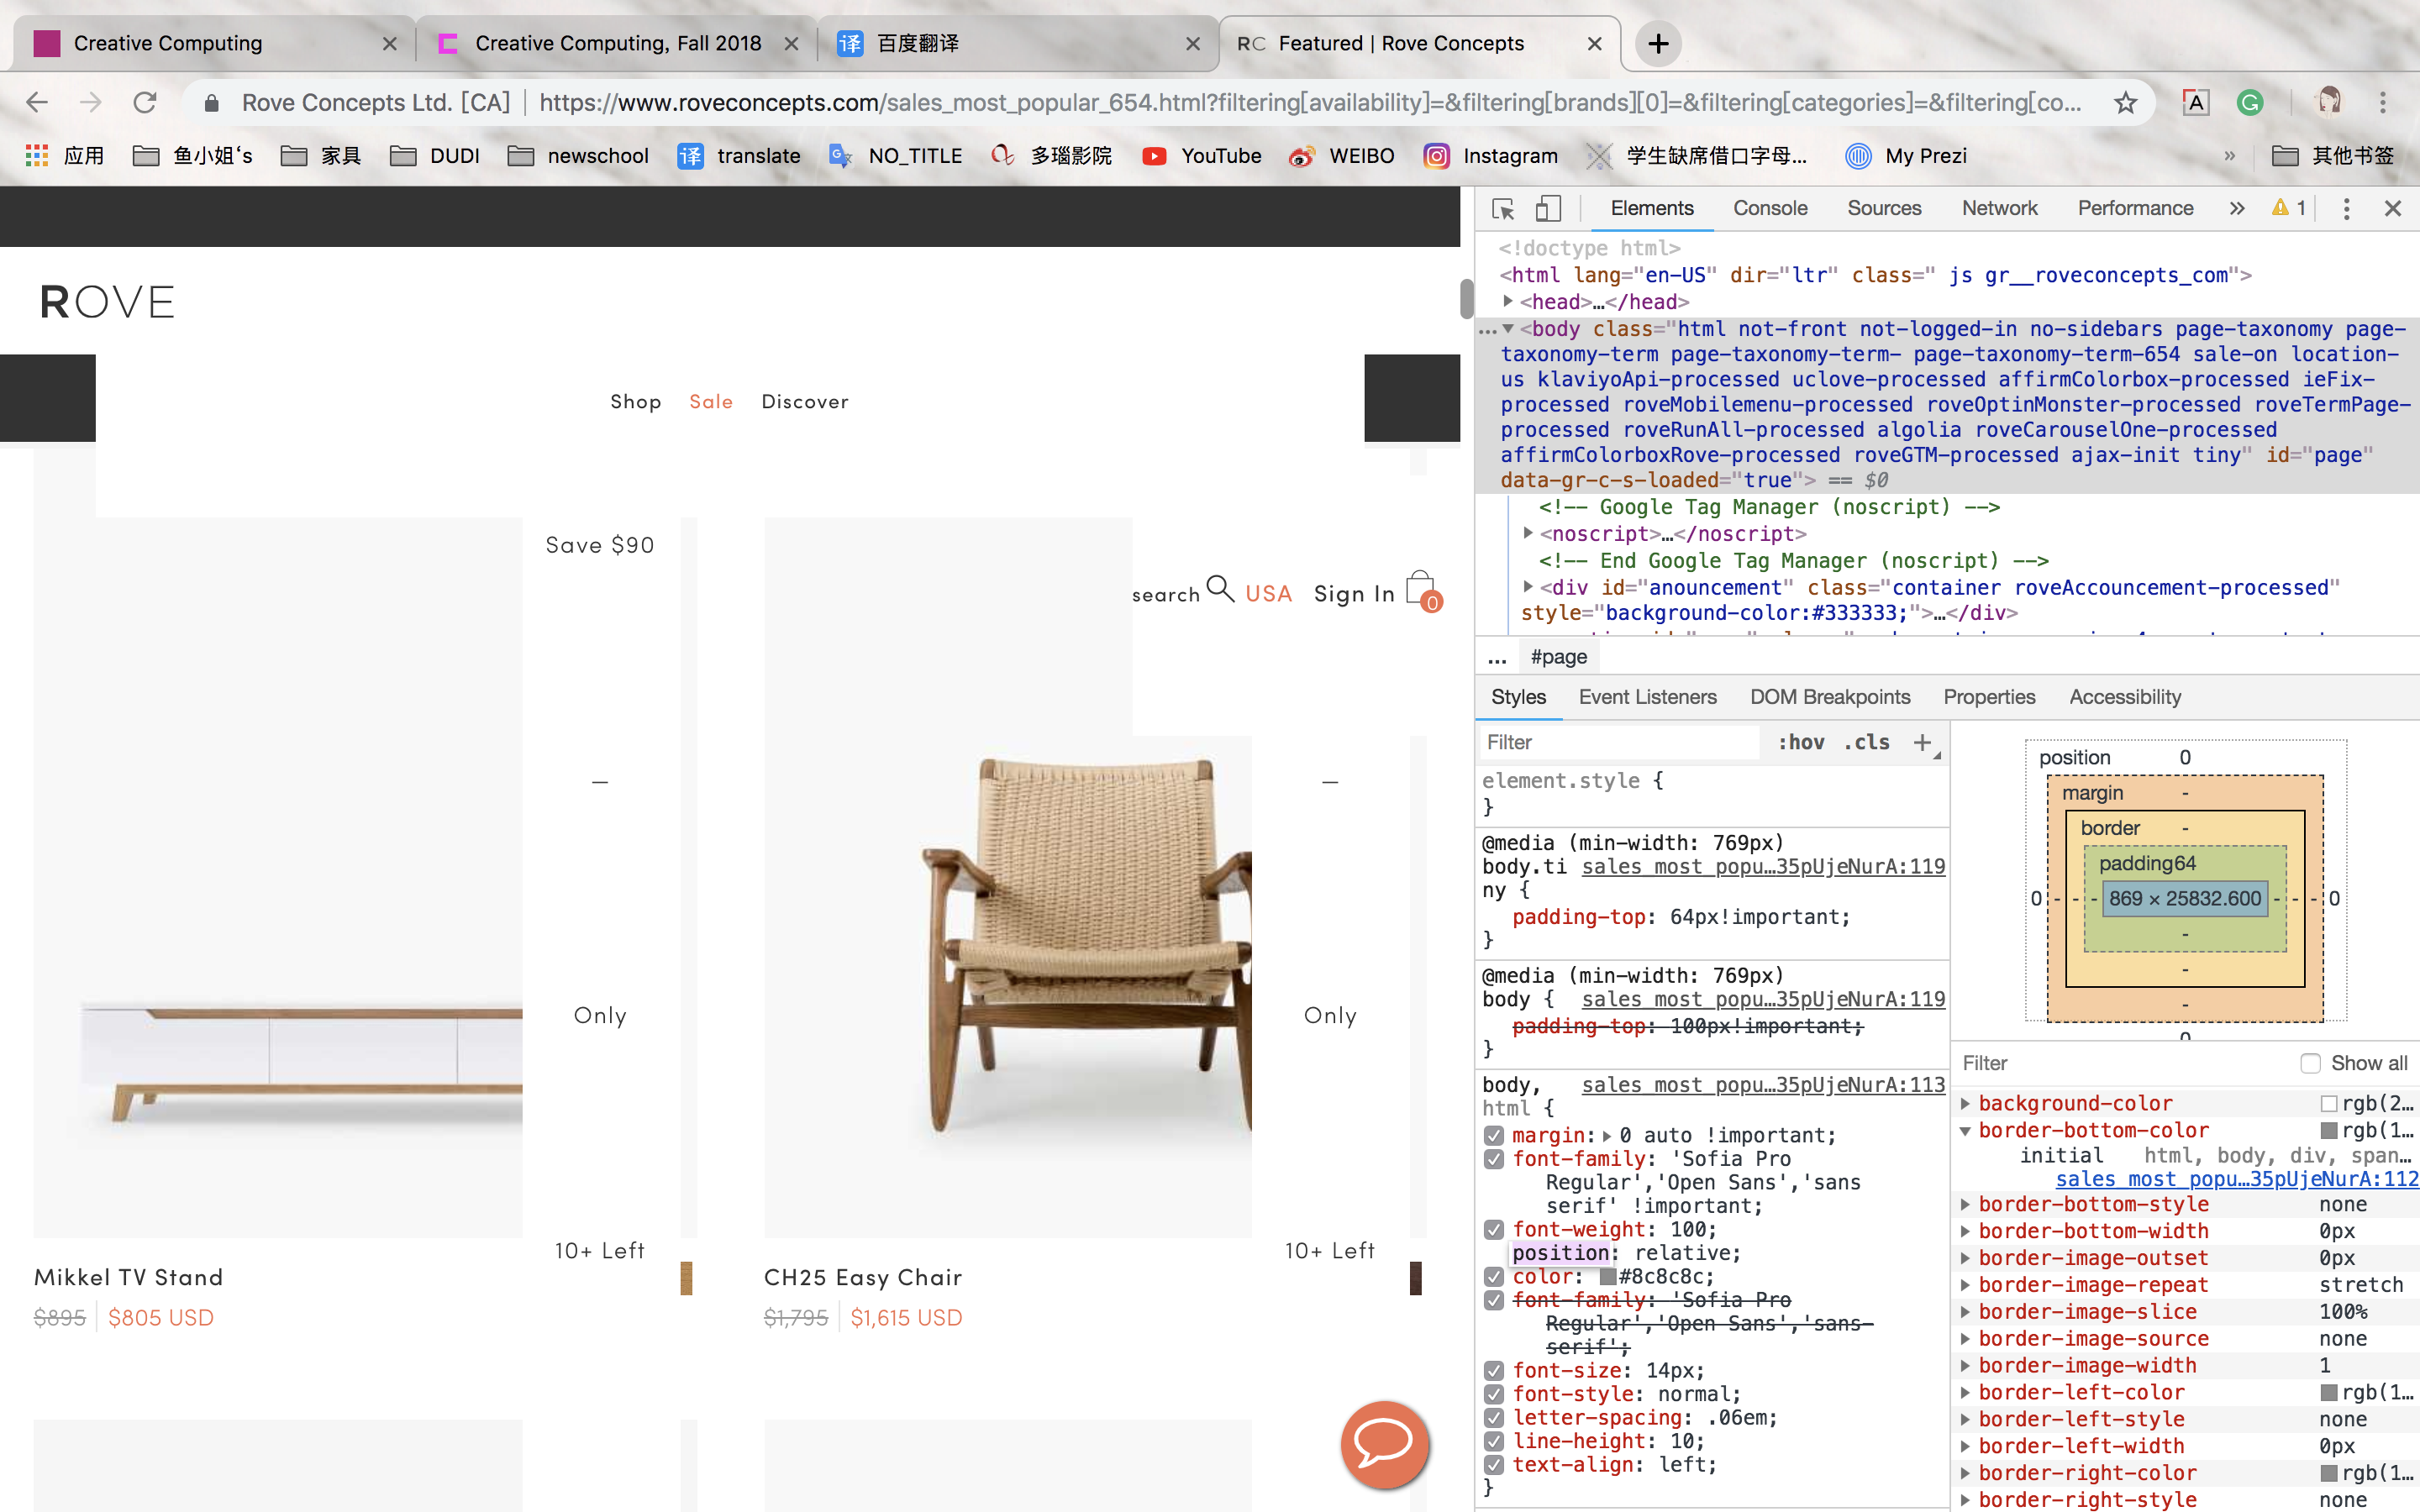 Creative Computing
Creative Computing, Fall 2018
译 百度翻译
RC Featured | Rove Concepts
Rove Concepts Ltd. [CA] | https://www.roveconcepts.com/sales_most_popular_654.html?filtering[availability]=&filtering[brands][0]=&filtering[categories]=&filtering[co...
应用
鱼小姐‘s
家具
DUDI
newschool
译 translate
NO_TITLE
多瑙影院
YouTube
WEIBO
Instagram
学生缺席借口字母...
My Prezi
»
其他书签
ROVE
Shop Sale Discover
Save $90
search USA Sign In 0
–
–
Only
Only
10+ Left
10+ Left
Mikkel TV Stand
$895 $805 USD
CH25 Easy Chair
$1,795 $1,615 USD
Elements Console Sources Network Performance » 1
<!doctype html>
<html lang="en-US" dir="ltr" class=" js gr__roveconcepts_com">
<head>…</head>
…<body class="html not-front not-logged-in no-sidebars page-taxonomy page-
taxonomy-term page-taxonomy-term- page-taxonomy-term-654 sale-on location-
us klaviyoApi-processed uclove-processed affirmColorbox-processed ieFix-
processed roveMobilemenu-processed roveOptinMonster-processed roveTermPage-
processed roveRunAll-processed algolia roveCarouselOne-processed
affirmColorboxRove-processed roveGTM-processed ajax-init tiny" id="page"
data-gr-c-s-loaded="true"> == $0
<!-- Google Tag Manager (noscript) -->
<noscript>…</noscript>
<!-- End Google Tag Manager (noscript) -->
<div id="anouncement" class="container roveAccouncement-processed"
style="background-color:#333333;">…</div>
... #page
Styles Event Listeners DOM Breakpoints Properties Accessibility
Filter :hov .cls +
element.style {
}
@media (min-width: 769px)
body.ti sales_most_popu…35pUjeNurA:119
ny {
padding-top: 64px!important;
}
@media (min-width: 769px)
body { sales_most_popu…35pUjeNurA:119
padding-top: 100px!important;
}
body, sales_most_popu…35pUjeNurA:113
html {
margin: 0 auto !important;
font-family: 'Sofia Pro
Regular','Open Sans','sans
serif' !important;
font-weight: 100;
position: relative;
color: #8c8c8c;
font-family: 'Sofia Pro
Regular','Open Sans','sans-
serif';
font-size: 14px;
font-style: normal;
letter-spacing: .06em;
line-height: 10;
text-align: left;
}
position 0
margin -
border -
padding64
0 - - - 869 × 25832.600 - - - 0
-
-
-
Filter Show all
background-color rgb(2…
border-bottom-color rgb(1…
initial html, body, div, span…
sales_most_popu…35pUjeNurA:112
border-bottom-style none
border-bottom-width 0px
border-image-outset 0px
border-image-repeat stretch
border-image-slice 100%
border-image-source none
border-image-width 1
border-left-color rgb(1…
border-left-style none
border-left-width 0px
border-right-color rgb(1…
border-right-style none